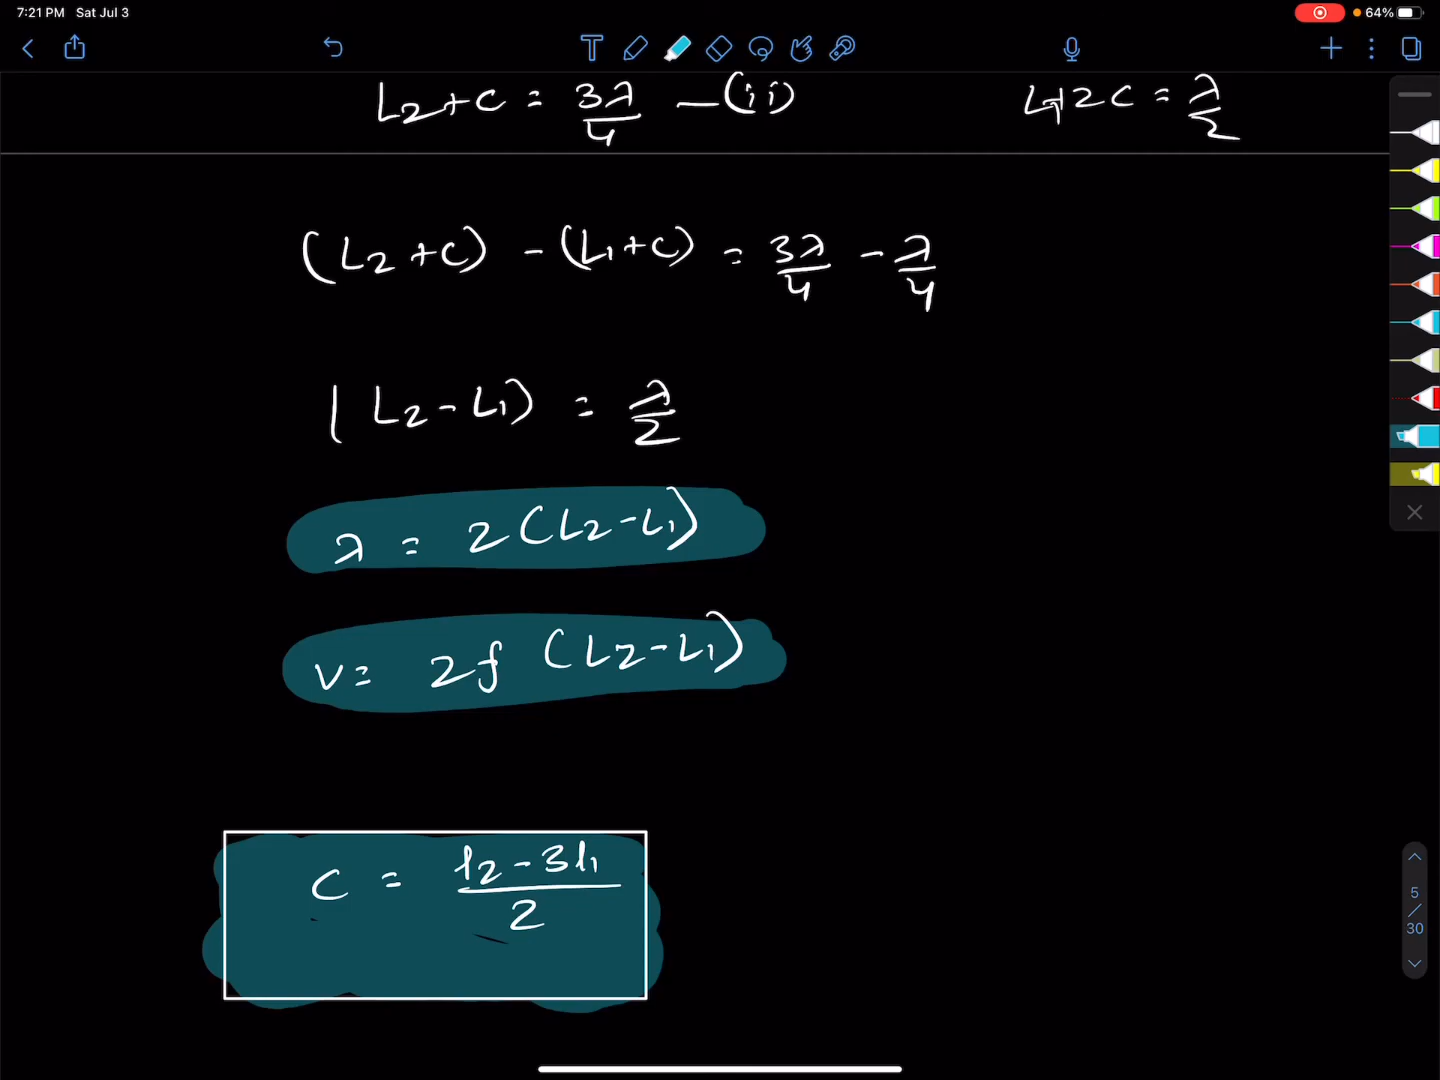 7:21 PM Sat Jul 3
64%
T
L2+C = 3λ/4 —(ii)
L+2C = λ/2
(L2+C) - (L1+C) = 3λ/4 - λ/4
(L2-L1) = λ/2
λ = 2(L2-L1)
v = 2f (L2-L1)
C = (l2-3l1)/2
5
/
30